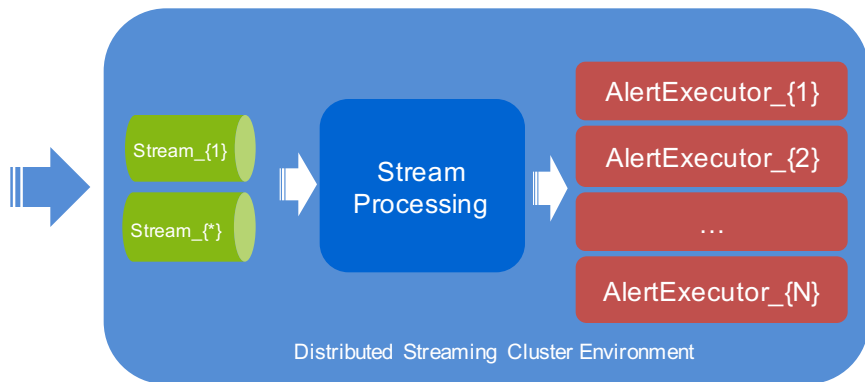 Stream_{1}
Stream_{*}
Stream
Processing
AlertExecutor_{1}
AlertExecutor_{2}
…
AlertExecutor_{N}
Distributed Streaming Cluster Environment